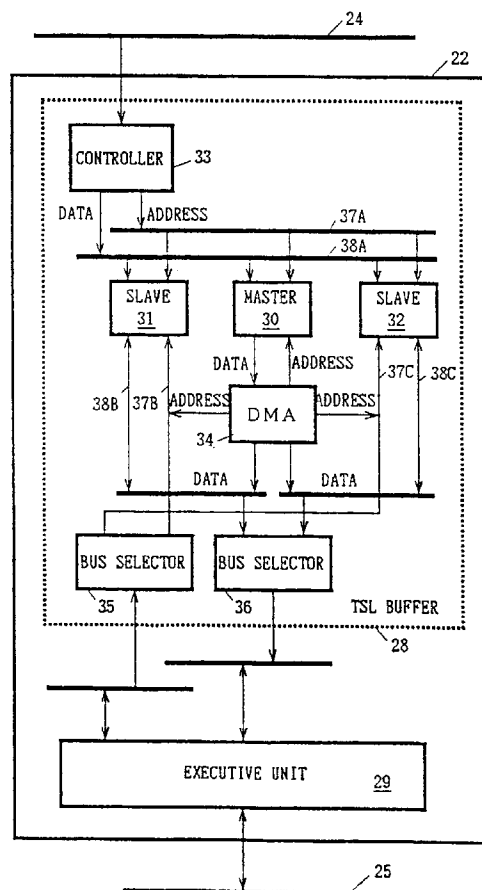 24
22
CONTROLLER
33
DATA
ADDRESS
37A
38A
SLAVE
31
MASTER
30
SLAVE
32
DATA
ADDRESS
37C
38C
38B
37B
ADDRESS
DMA
ADDRESS
34
DATA
DATA
BUS SELECTOR
BUS SELECTOR
35
36
TSL BUFFER
28
EXECUTIVE UNIT
29
25